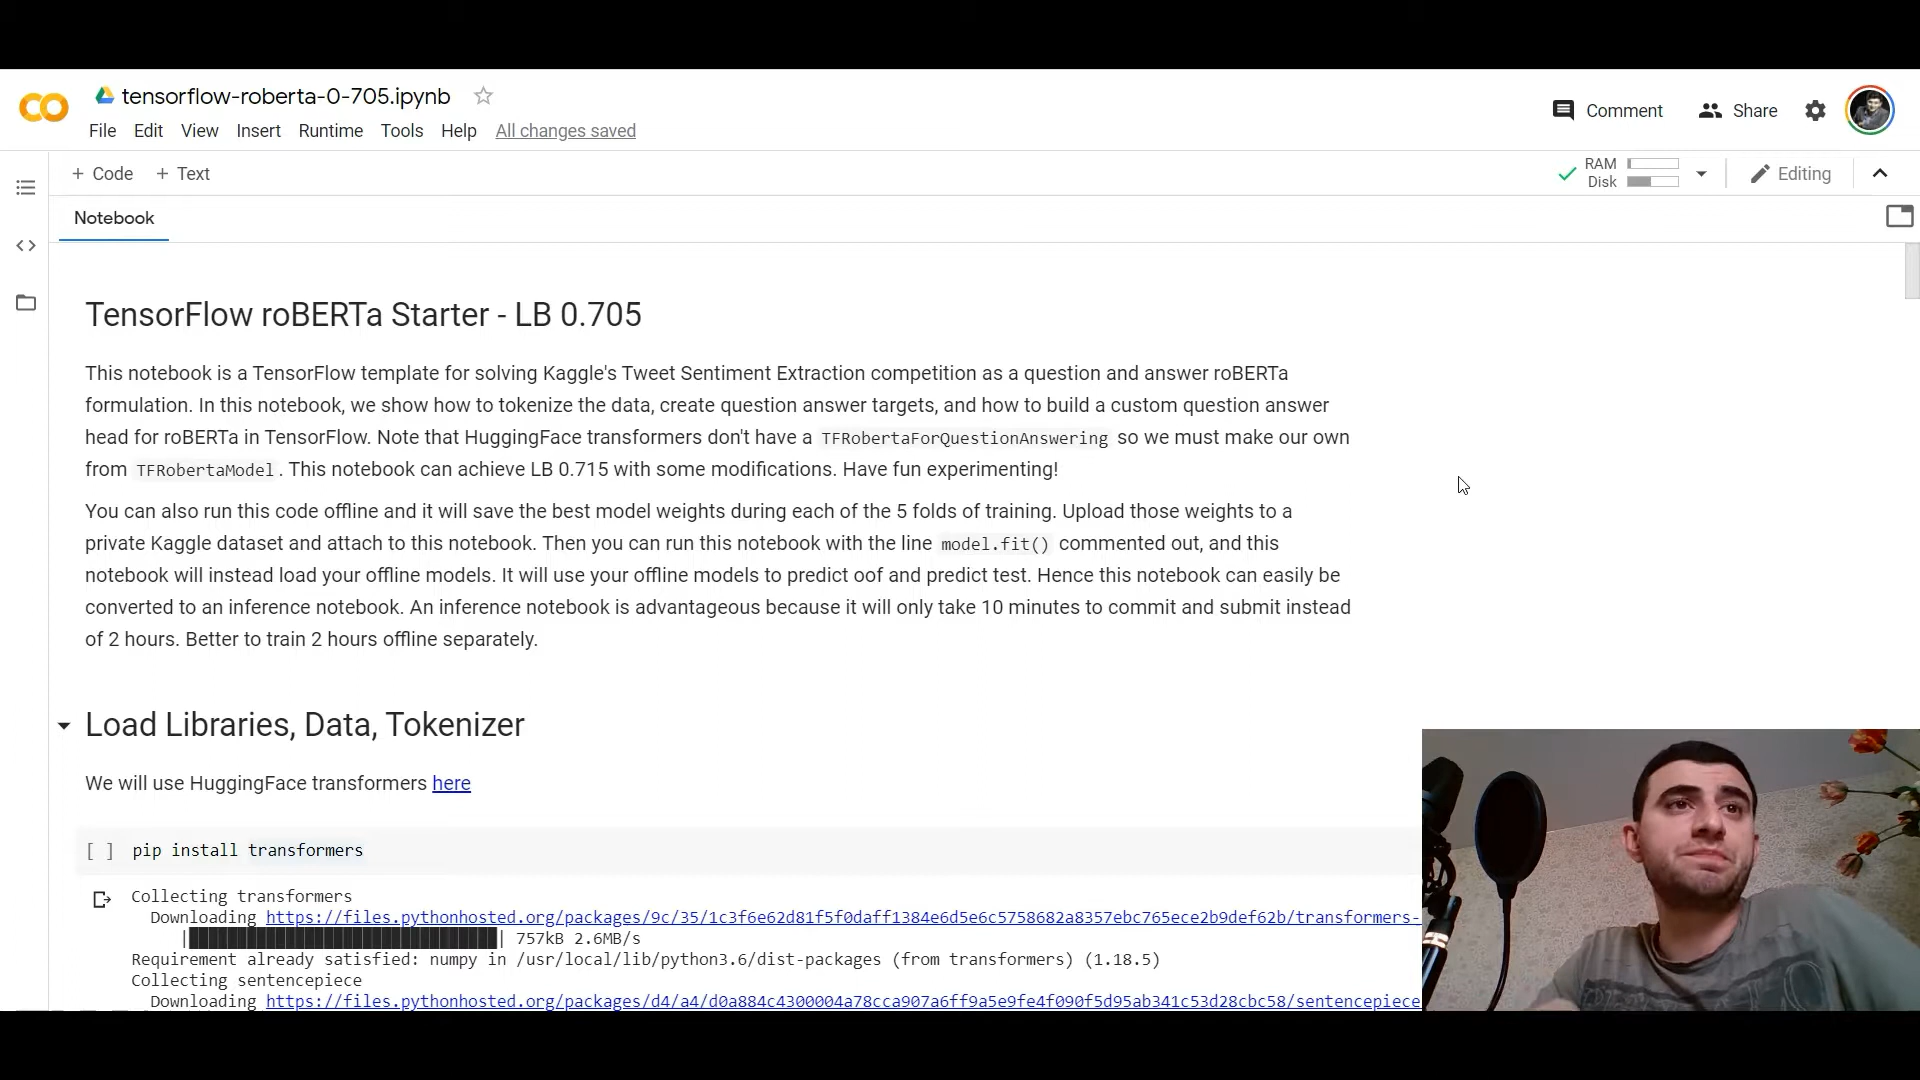 tensorflow-roberta-0-705.ipynb
File Edit View Insert Runtime Tools Help All changes saved
Comment Share
+ Code + Text
RAM
Disk
Editing
Notebook
TensorFlow roBERTa Starter - LB 0.705
This notebook is a TensorFlow template for solving Kaggle's Tweet Sentiment Extraction competition as a question and answer roBERTa
formulation. In this notebook, we show how to tokenize the data, create question answer targets, and how to build a custom question answer
head for roBERTa in TensorFlow. Note that HuggingFace transformers don't have a TFRobertaForQuestionAnswering so we must make our own
from TFRobertaModel. This notebook can achieve LB 0.715 with some modifications. Have fun experimenting!
You can also run this code offline and it will save the best model weights during each of the 5 folds of training. Upload those weights to a
private Kaggle dataset and attach to this notebook. Then you can run this notebook with the line model.fit() commented out, and this
notebook will instead load your offline models. It will use your offline models to predict oof and predict test. Hence this notebook can easily be
converted to an inference notebook. An inference notebook is advantageous because it will only take 10 minutes to commit and submit instead
of 2 hours. Better to train 2 hours offline separately.
Load Libraries, Data, Tokenizer
We will use HuggingFace transformers here
[ ] pip install transformers
Collecting transformers
Downloading https://files.pythonhosted.org/packages/9c/35/1c3f6e62d81f5f0daff1384e6d5e6c5758682a8357ebc765ece2b9def62b/transformers-
757kB 2.6MB/s
Requirement already satisfied: numpy in /usr/local/lib/python3.6/dist-packages (from transformers) (1.18.5)
Collecting sentencepiece
Downloading https://files.pythonhosted.org/packages/d4/a4/d0a884c4300004a78cca907a6ff9a5e9fe4f090f5d95ab341c53d28cbc58/sentencepiece